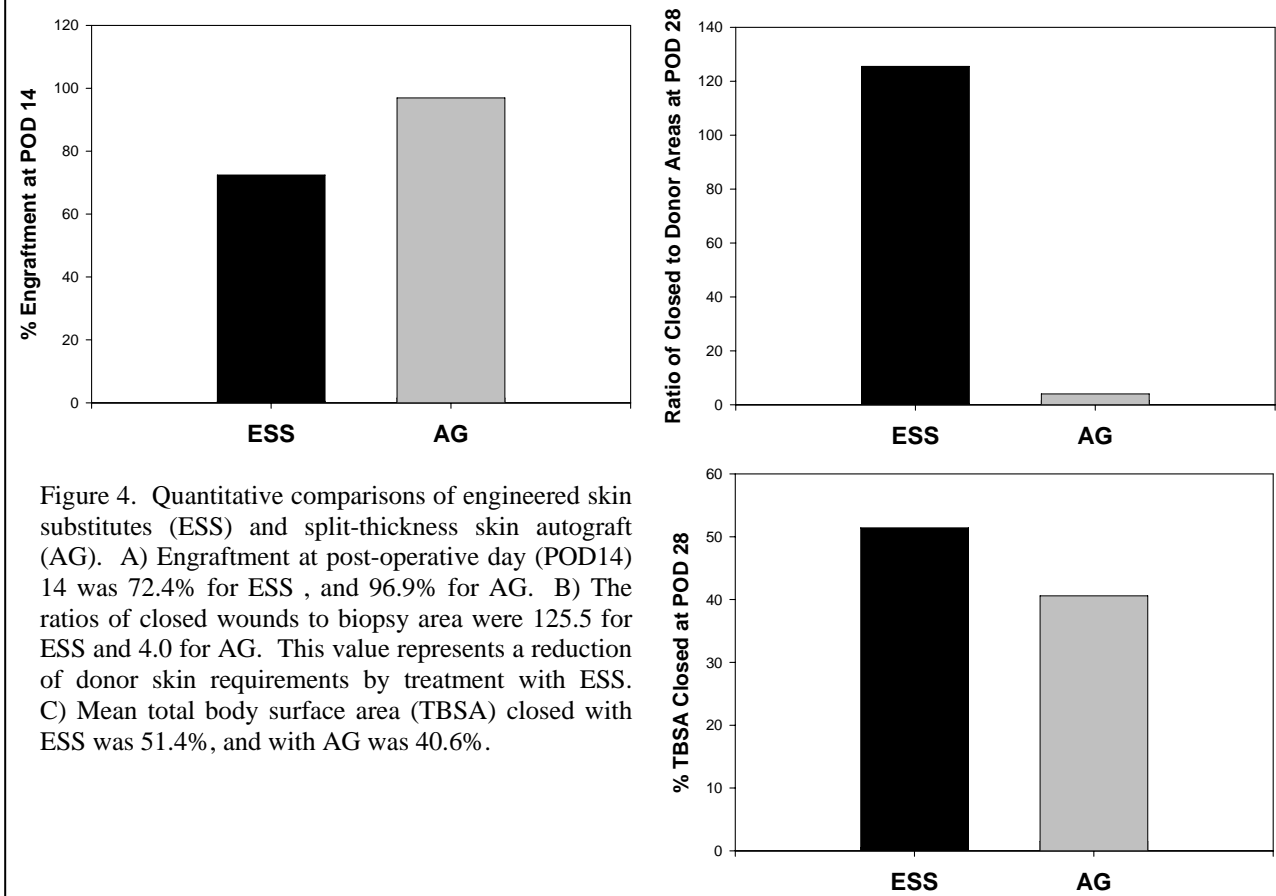 % Engraftment at POD 14
120
100
80
60
40
20
0
ESS AG
Ratio of Closed to Donor Areas at POD 28
140
120
100
80
60
40
20
0
ESS AG
Figure 4. Quantitative comparisons of engineered skin
substitutes (ESS) and split-thickness skin autograft
(AG). A) Engraftment at post-operative day (POD14)
14 was 72.4% for ESS , and 96.9% for AG. B) The
ratios of closed wounds to biopsy area were 125.5 for
ESS and 4.0 for AG. This value represents a reduction
of donor skin requirements by treatment with ESS.
C) Mean total body surface area (TBSA) closed with
ESS was 51.4%, and with AG was 40.6%.
% TBSA Closed at POD 28
60
50
40
30
20
10
0
ESS AG